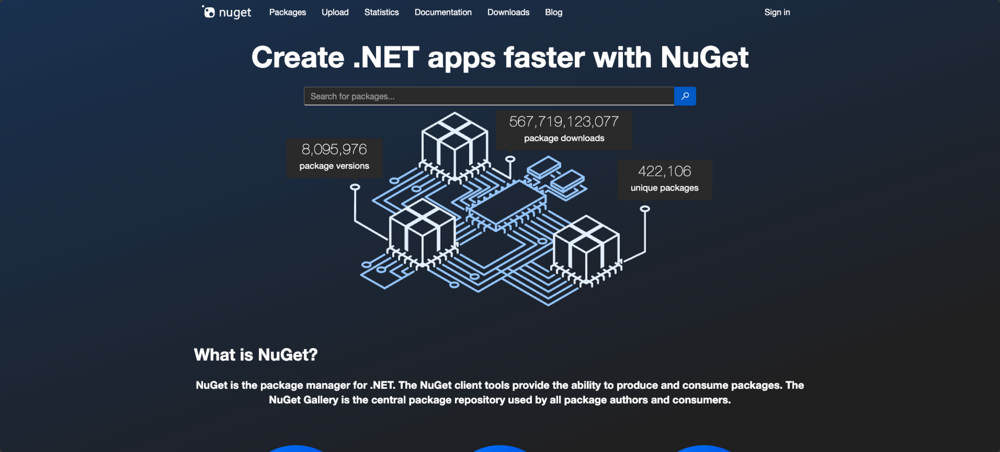 nuget Packages Upload Statistics Documentation Downloads Blog Sign in
Create .NET apps faster with NuGet
Search for packages...
567,719,123,077
package downloads
8,095,976
package versions
422,106
unique packages
What is NuGet?
NuGet is the package manager for .NET. The NuGet client tools provide the ability to produce and consume packages. The
NuGet Gallery is the central package repository used by all package authors and consumers.